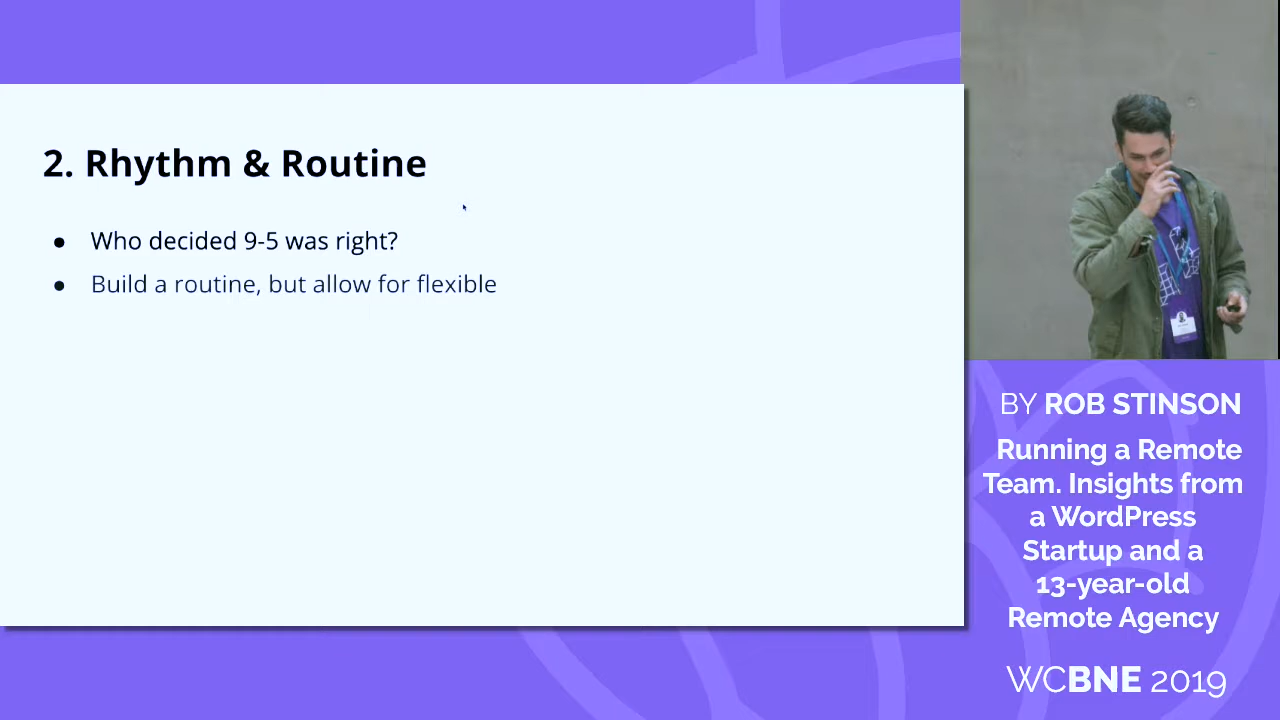 2. Rhythm & Routine
● Who decided 9-5 was right?
● Build a routine, but allow for flexible
BY ROB STINSON
Running a Remote
Team. Insights from
a WordPress
Startup and a
13-year-old
Remote Agency
WCBNE 2019